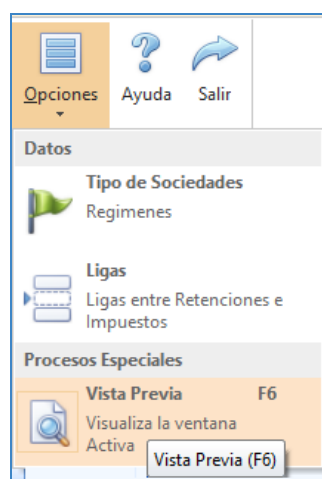 Opciones Ayuda Salir
Datos
Tipo de Sociedades
Regimenes
Ligas
Ligas entre Retenciones e
Impuestos
Procesos Especiales
Vista Previa F6
Visualiza la ventana
Activa
Vista Previa (F6)